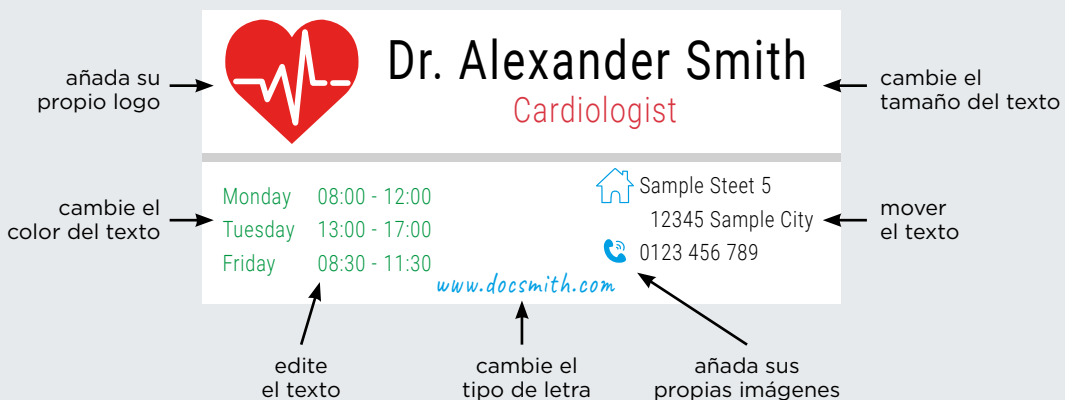 añada su
propio logo
Dr. Alexander Smith
Cardiologist
cambie el
tamaño del texto
cambie el
color del texto
Monday 08:00 - 12:00
Tuesday 13:00 - 17:00
Friday 08:30 - 11:30
Sample Steet 5
12345 Sample City
0123 456 789
www.docsmith.com
mover
el texto
edite
el texto
cambie el
tipo de letra
añada sus
propias imágenes